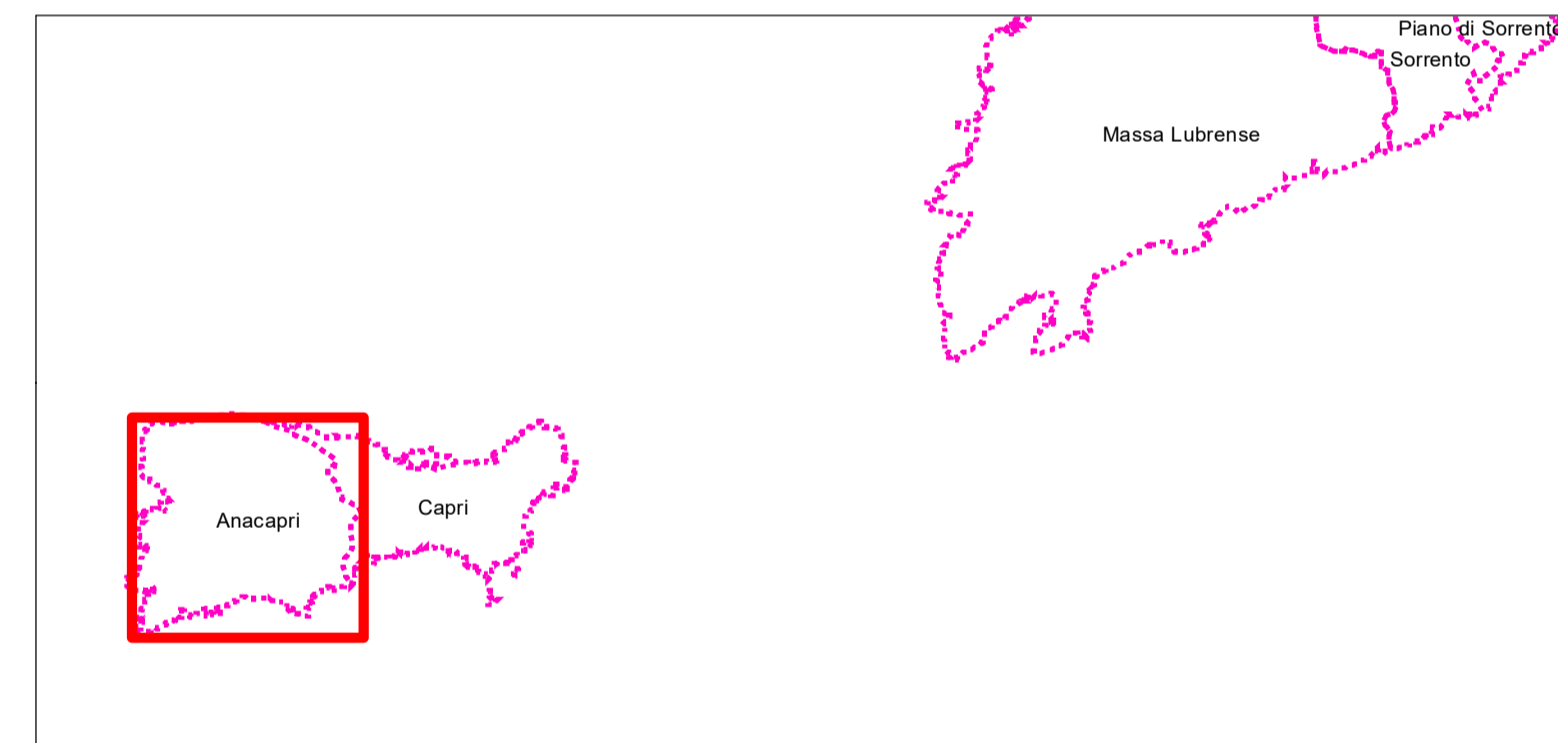 Piano di Sorrento
Sorrento
Massa Lubrense
Capri
Anacapri